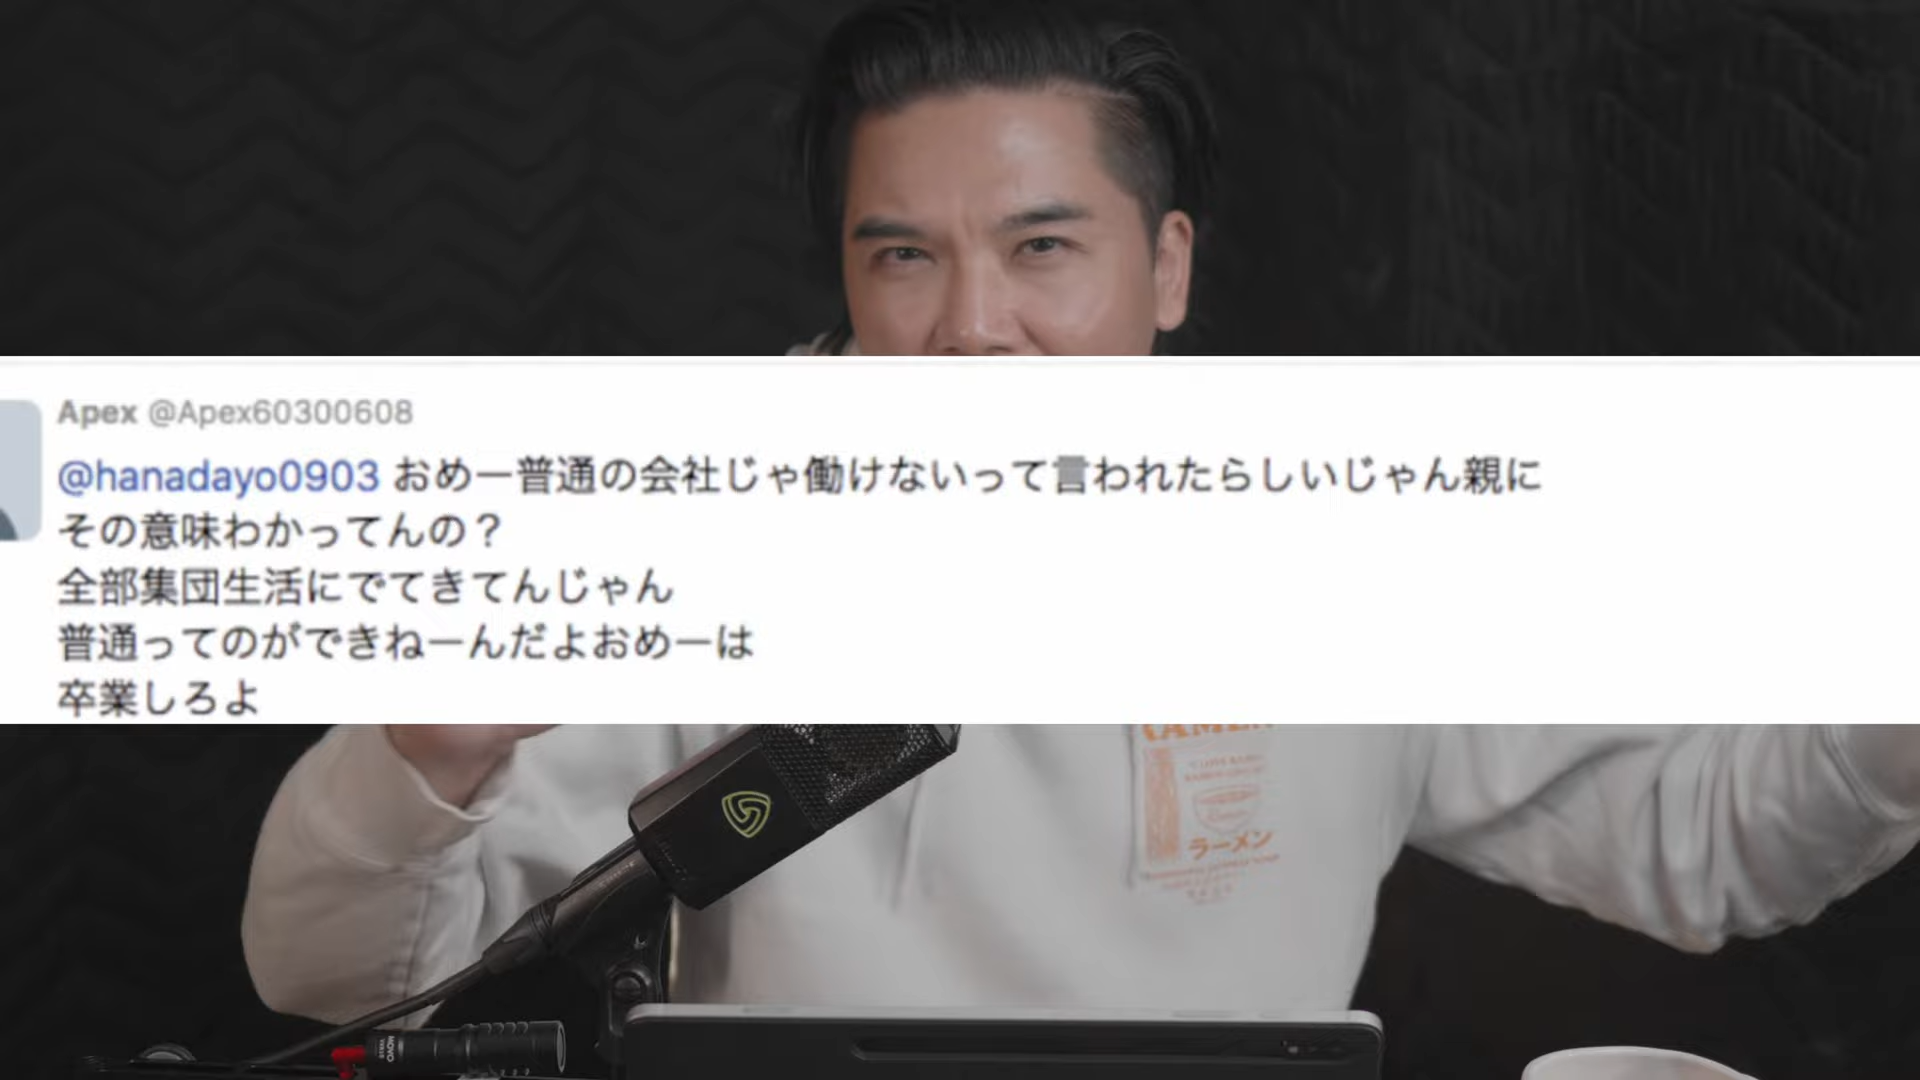 Apex @Apex60300608
@hanadayo0903 おめー普通の会社じゃ働けないって言われたらしいじゃん親に
その意味わかってんの？
全部集団生活にでてきてんじゃん
普通ってのができねーんだよおめーは
卒業しろよ
ラーメン
MOVO